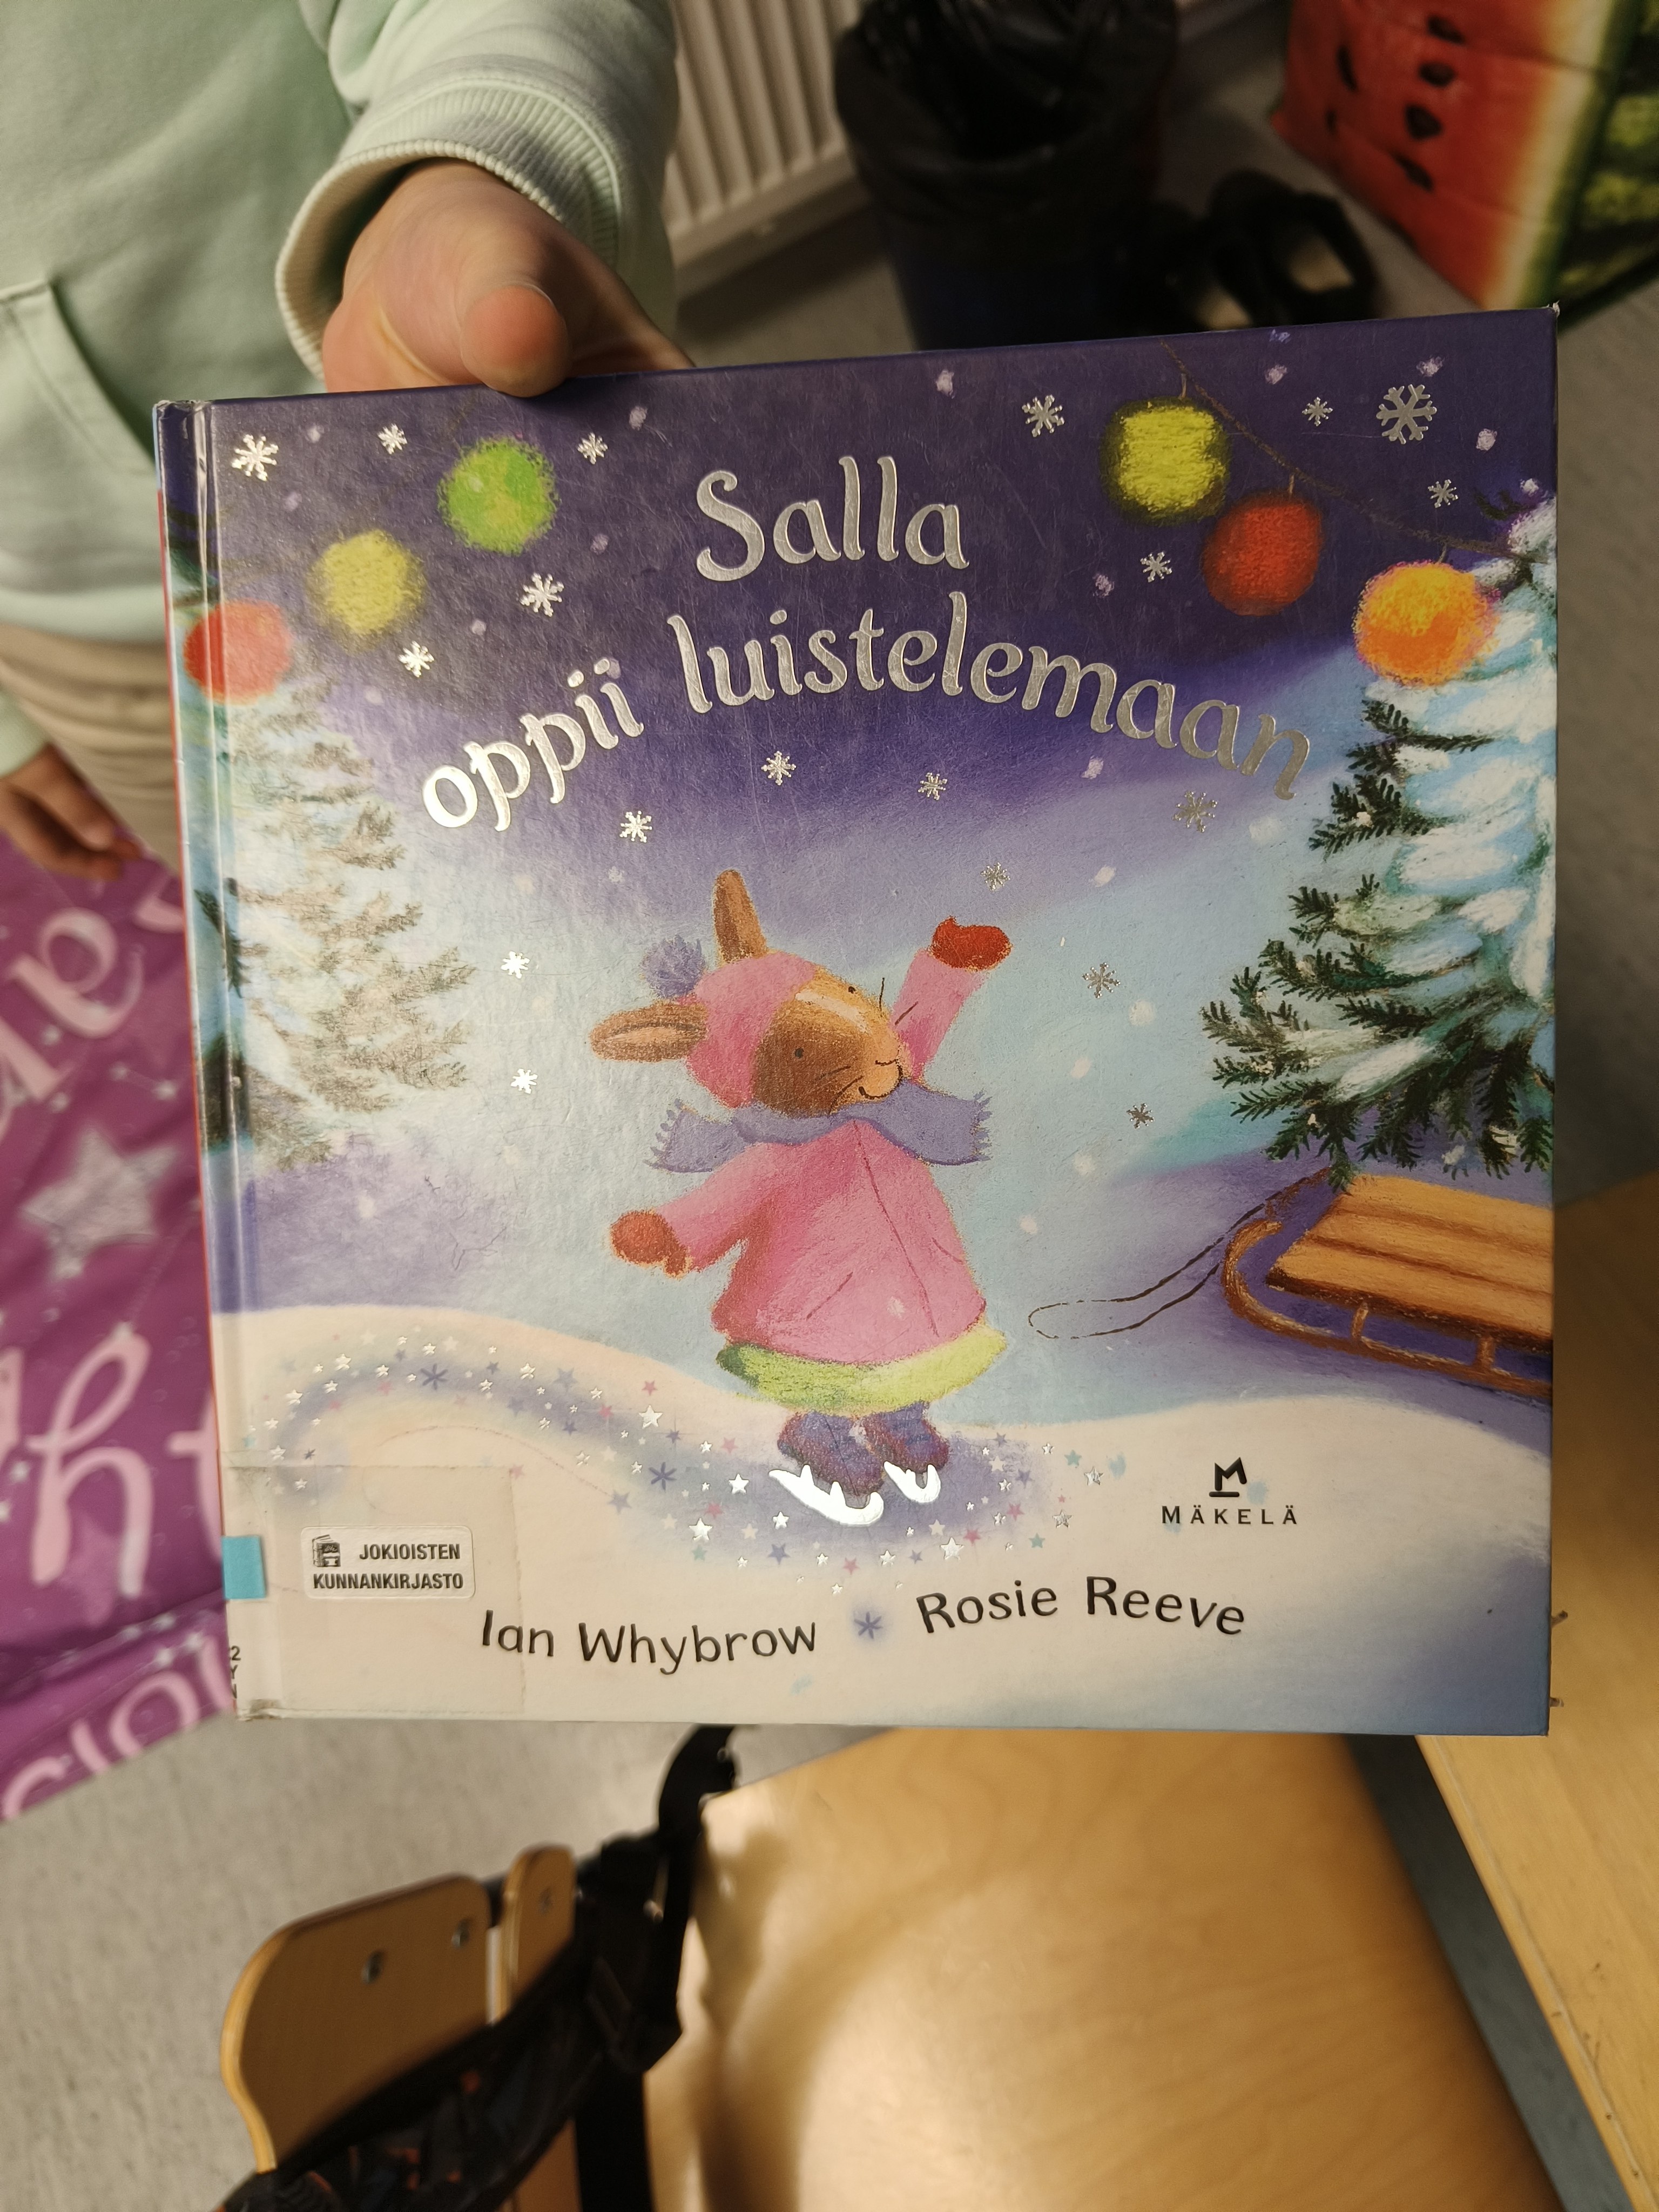 Salla
oppii luistelemaan
MÄKELÄ
JOKIOISTEN
KUNNANKIRJASTO
Ian Whybrow * Rosie Reeve